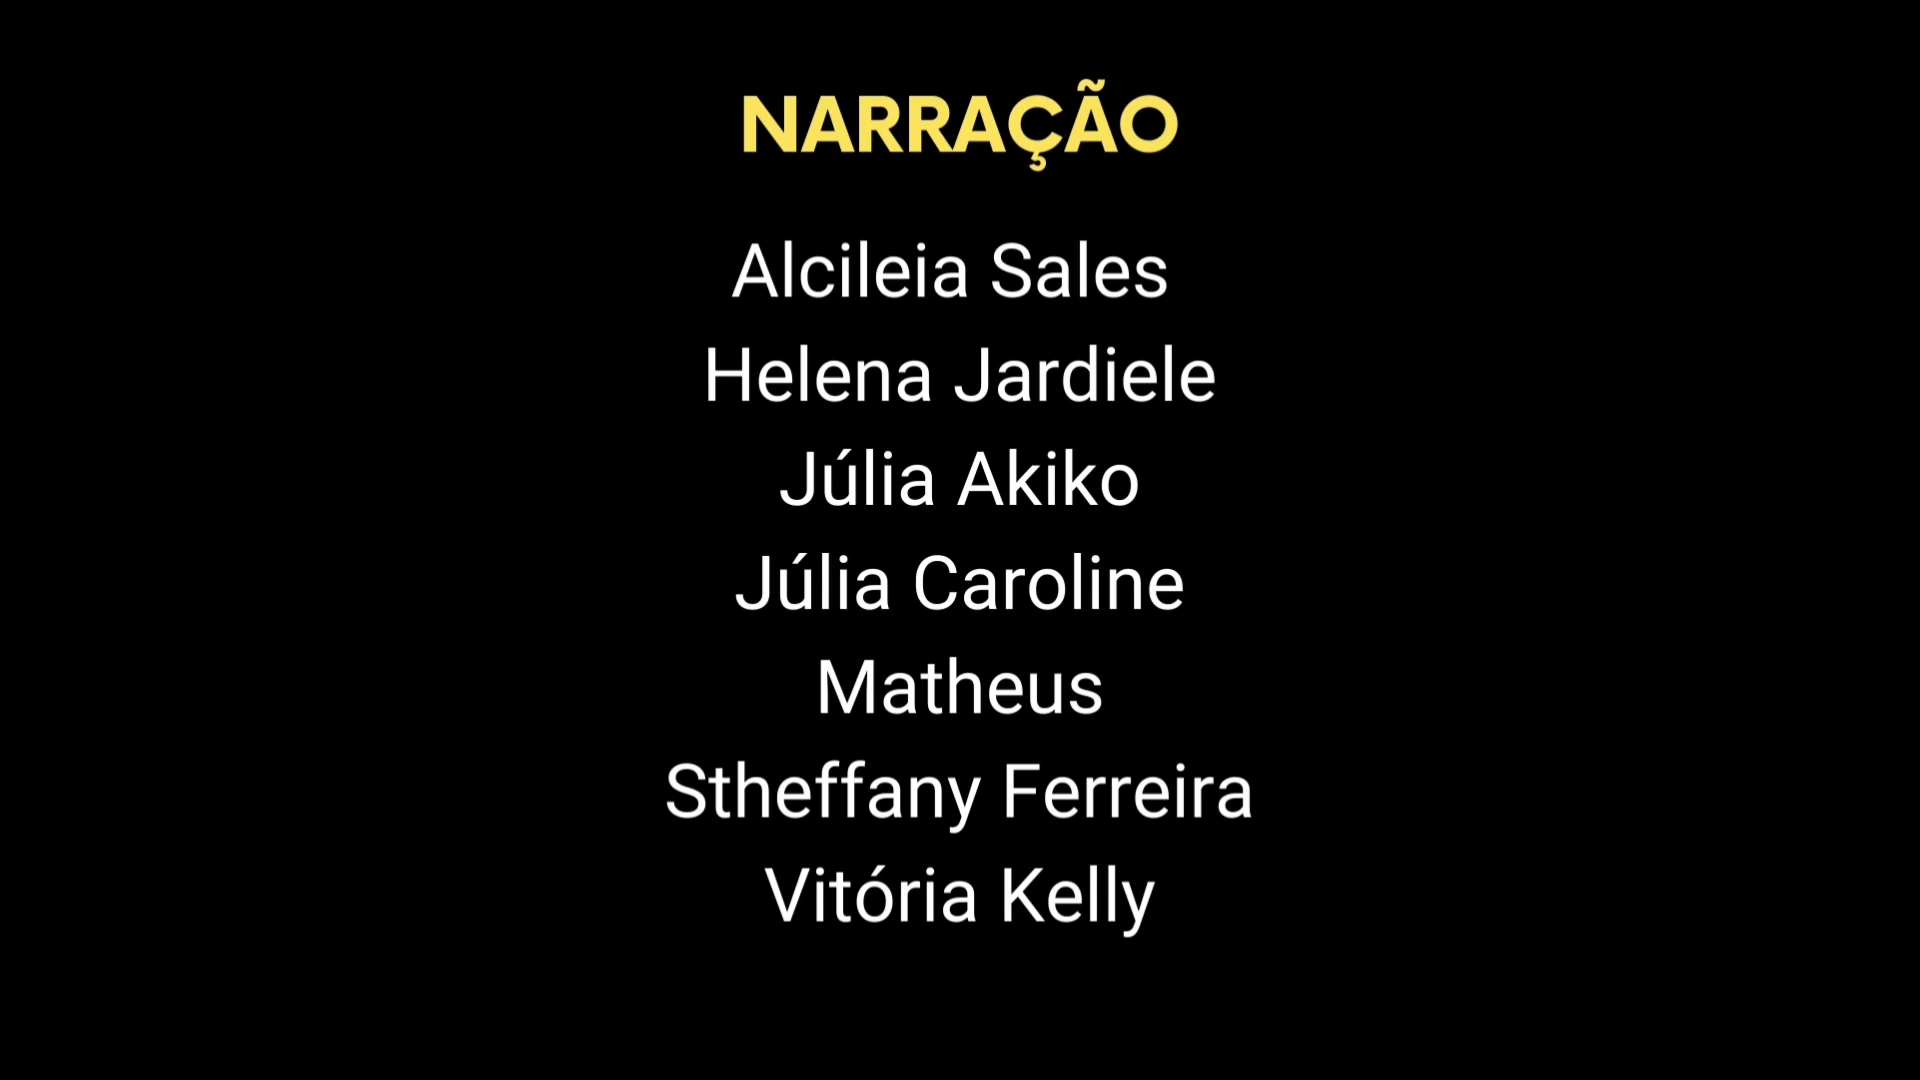 NARRAÇÃO
Alcileia Sales
Helena Jardiele
Júlia Akiko
Júlia Caroline
Matheus
Stheffany Ferreira
Vitória Kelly